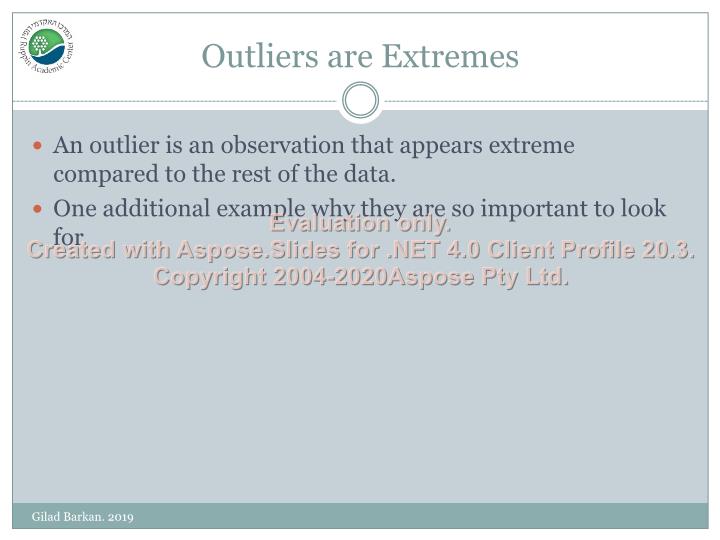 המרכז האקדמי רופין
Ruppin Academic Center
Outliers are Extremes
• An outlier is an observation that appears extreme
compared to the rest of the data.
• One additional example why they are so important to look
for
Evaluation only.
Created with Aspose.Slides for .NET 4.0 Client Profile 20.3.
Copyright 2004-2020Aspose Pty Ltd.
Gilad Barkan. 2019